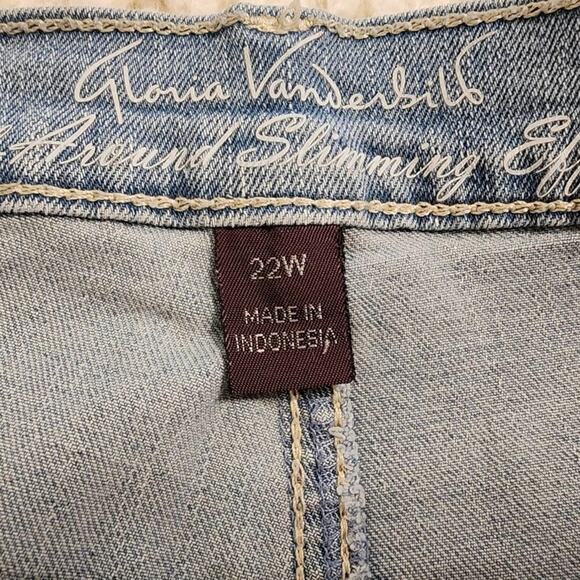 Gloria Vanderbilt
Around Slimming
22W
MADE IN
INDONESIA